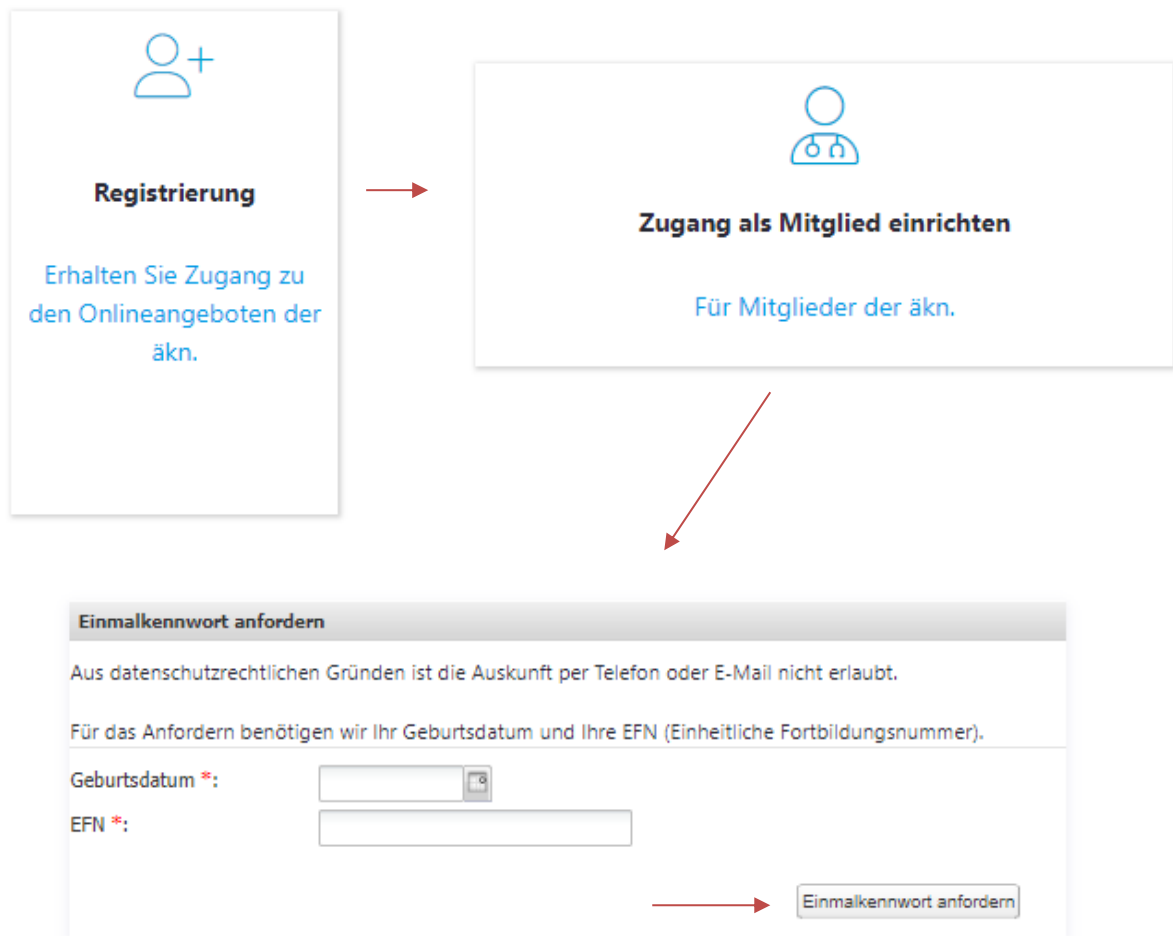 Registrierung
Erhalten Sie Zugang zu
den Onlineangeboten der
äkn.
Zugang als Mitglied einrichten
Für Mitglieder der äkn.
Einmalkennwort anfordern
Aus datenschutzrechtlichen Gründen ist die Auskunft per Telefon oder E-Mail nicht erlaubt.
Für das Anfordern benötigen wir Ihr Geburtsdatum und Ihre EFN (Einheitliche Fortbildungsnummer).
Geburtsdatum *:
EFN *:
Einmalkennwort anfordern